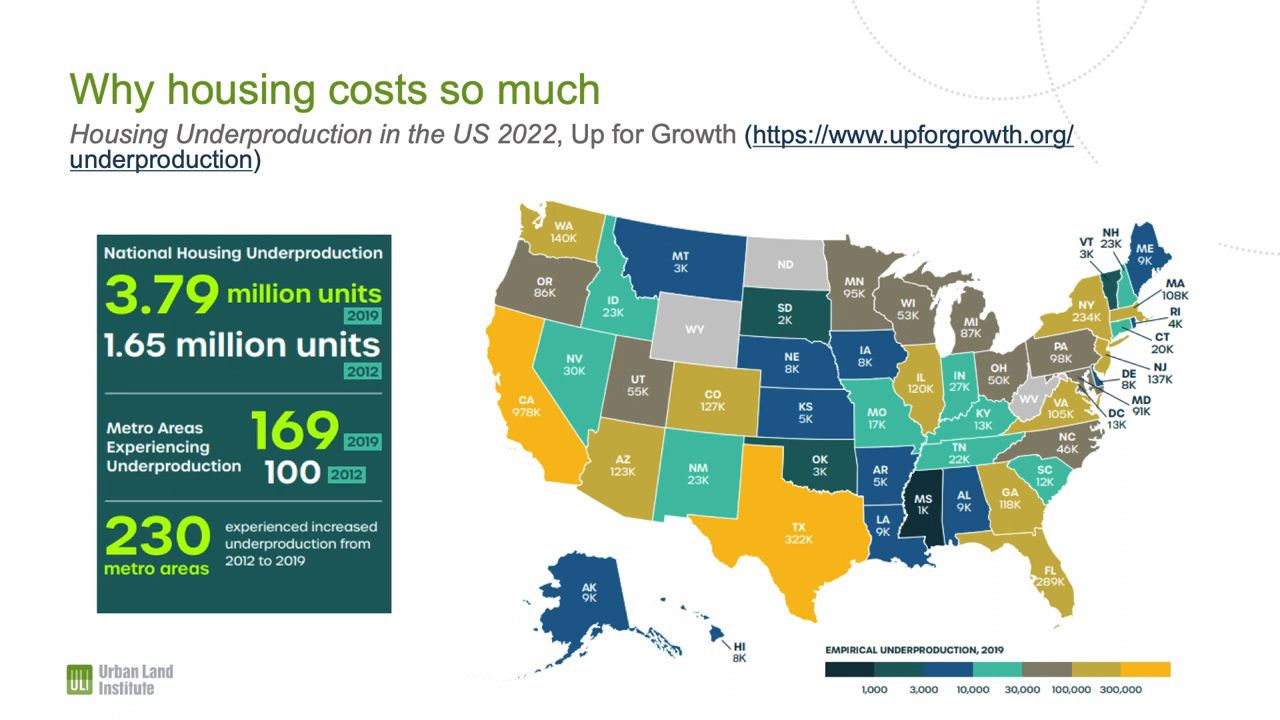 Why housing costs so much
Housing Underproduction in the US 2022, Up for Growth (https://www.upforgrowth.org/
underproduction)
National Housing Underproduction
3.79 million units
2019
1.65 million units
2012
Metro Areas
Experiencing
Underproduction
169 2019
100 2012
230
metro areas
experienced increased
underproduction from
2012 to 2019
WA
140K
OR
86K
CA
978K
ID
23K
NV
30K
MT
3K
WY
UT
55K
AZ
123K
CO
127K
NM
23K
ND
SD
2K
NE
8K
KS
5K
OK
3K
TX
322K
MN
95K
IA
8K
MO
17K
AR
5K
LA
9K
WI
53K
IL
120K
MS
1K
MI
87K
IN
27K
KY
13K
TN
22K
AL
9K
OH
50K
WV
GA
118K
FL
289K
SC
12K
NC
46K
VA
105K
PA
98K
NY
234K
VT
3K
NH
23K
ME
9K
MA
108K
RI
4K
CT
20K
NJ
137K
DE
8K
MD
91K
DC
13K
AK
9K
HI
8K
EMPIRICAL UNDERPRODUCTION, 2019
1,000 3,000 10,000 30,000 100,000 300,000
ULI
Urban Land
Institute